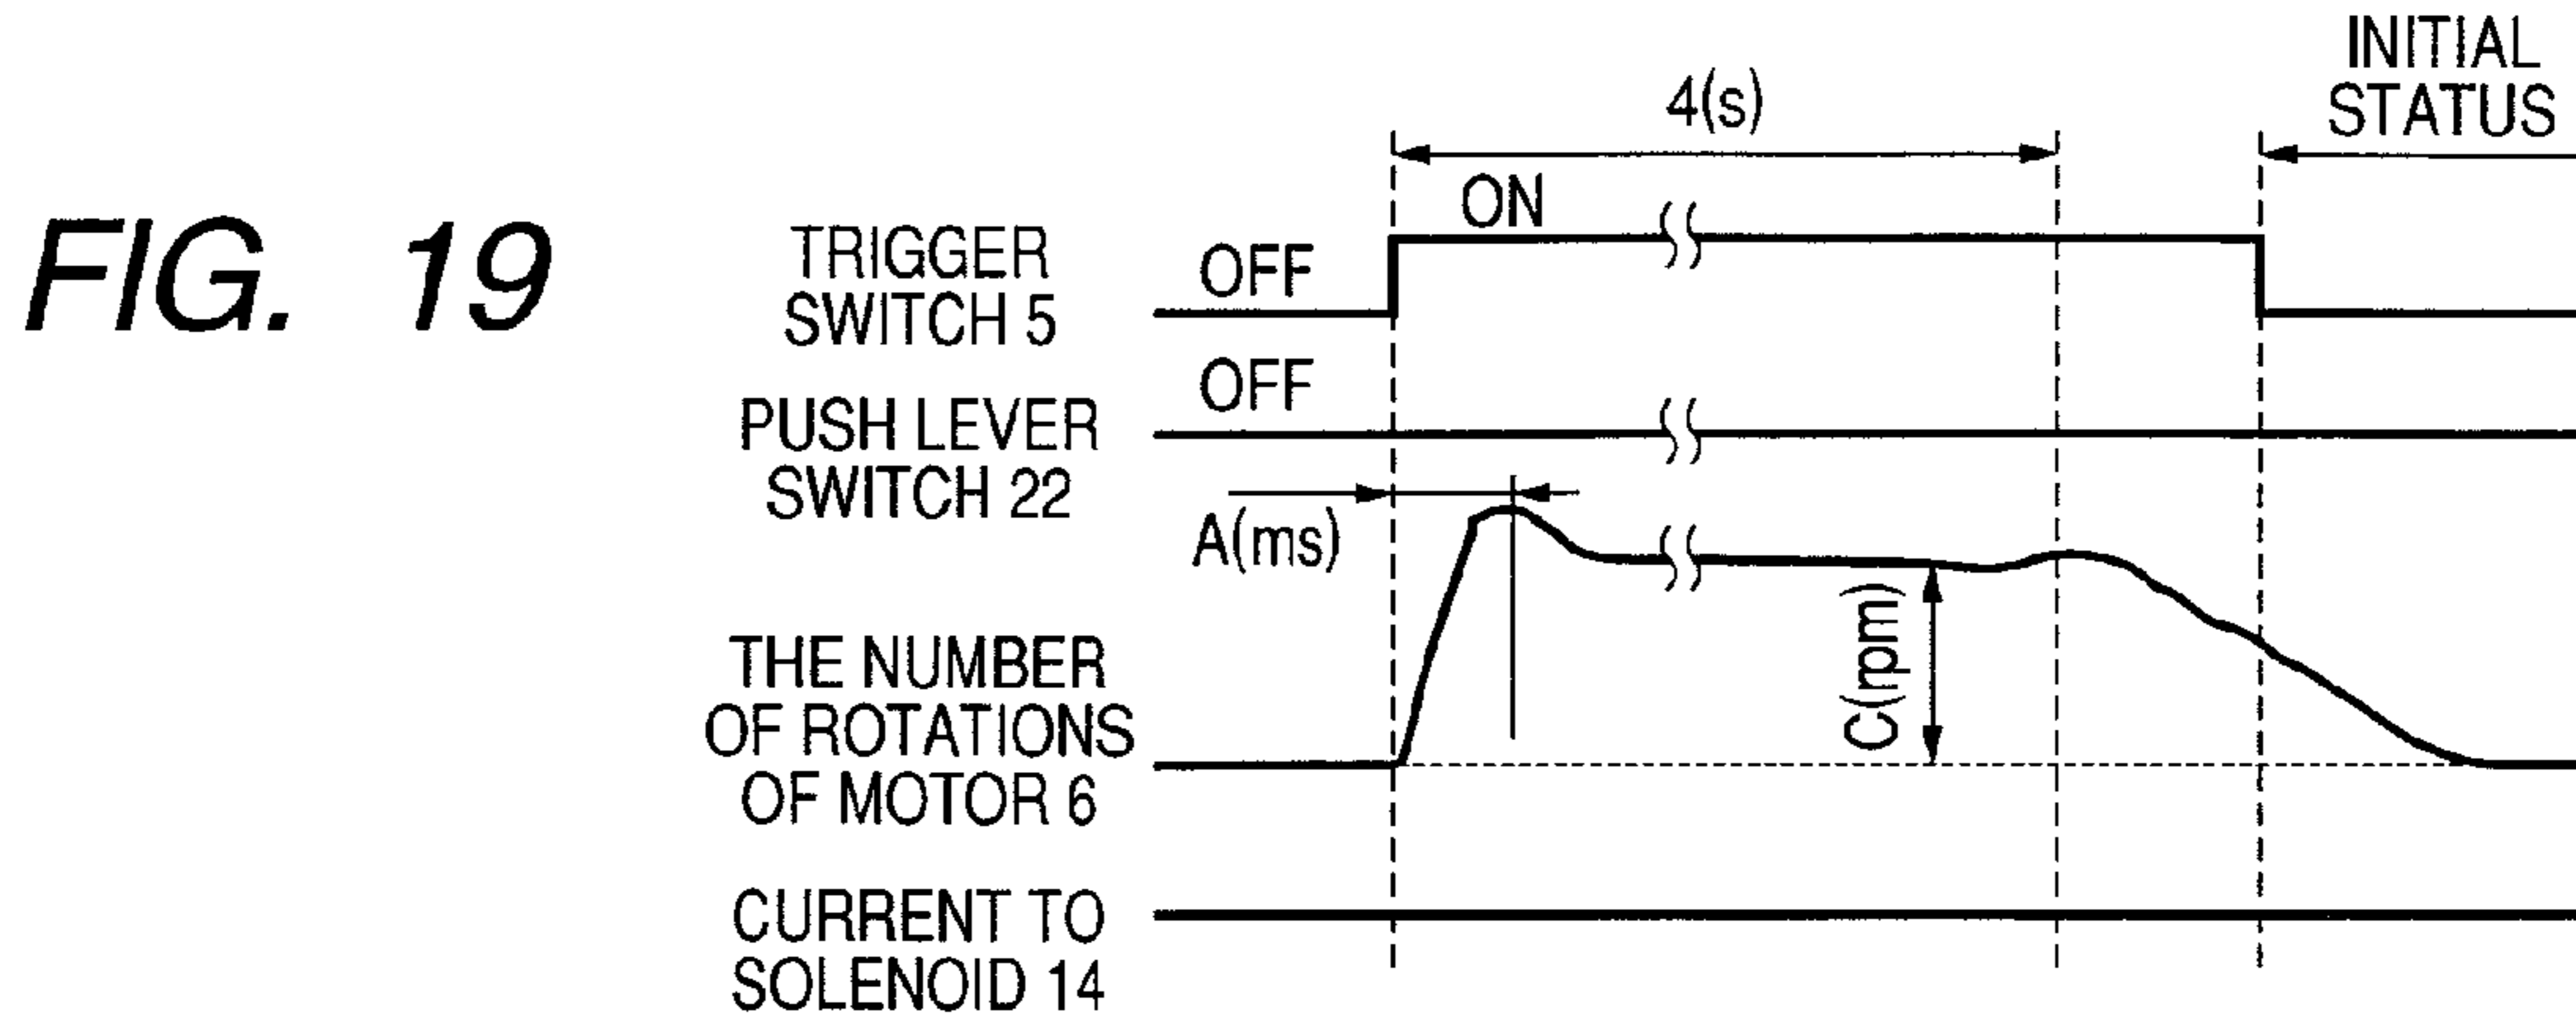 FIG. 19
4(s)
INITIAL
STATUS
TRIGGER
SWITCH 5
OFF
ON
PUSH LEVER
SWITCH 22
OFF
A(ms)
THE NUMBER
OF ROTATIONS
OF MOTOR 6
C(rpm)
CURRENT TO
SOLENOID 14